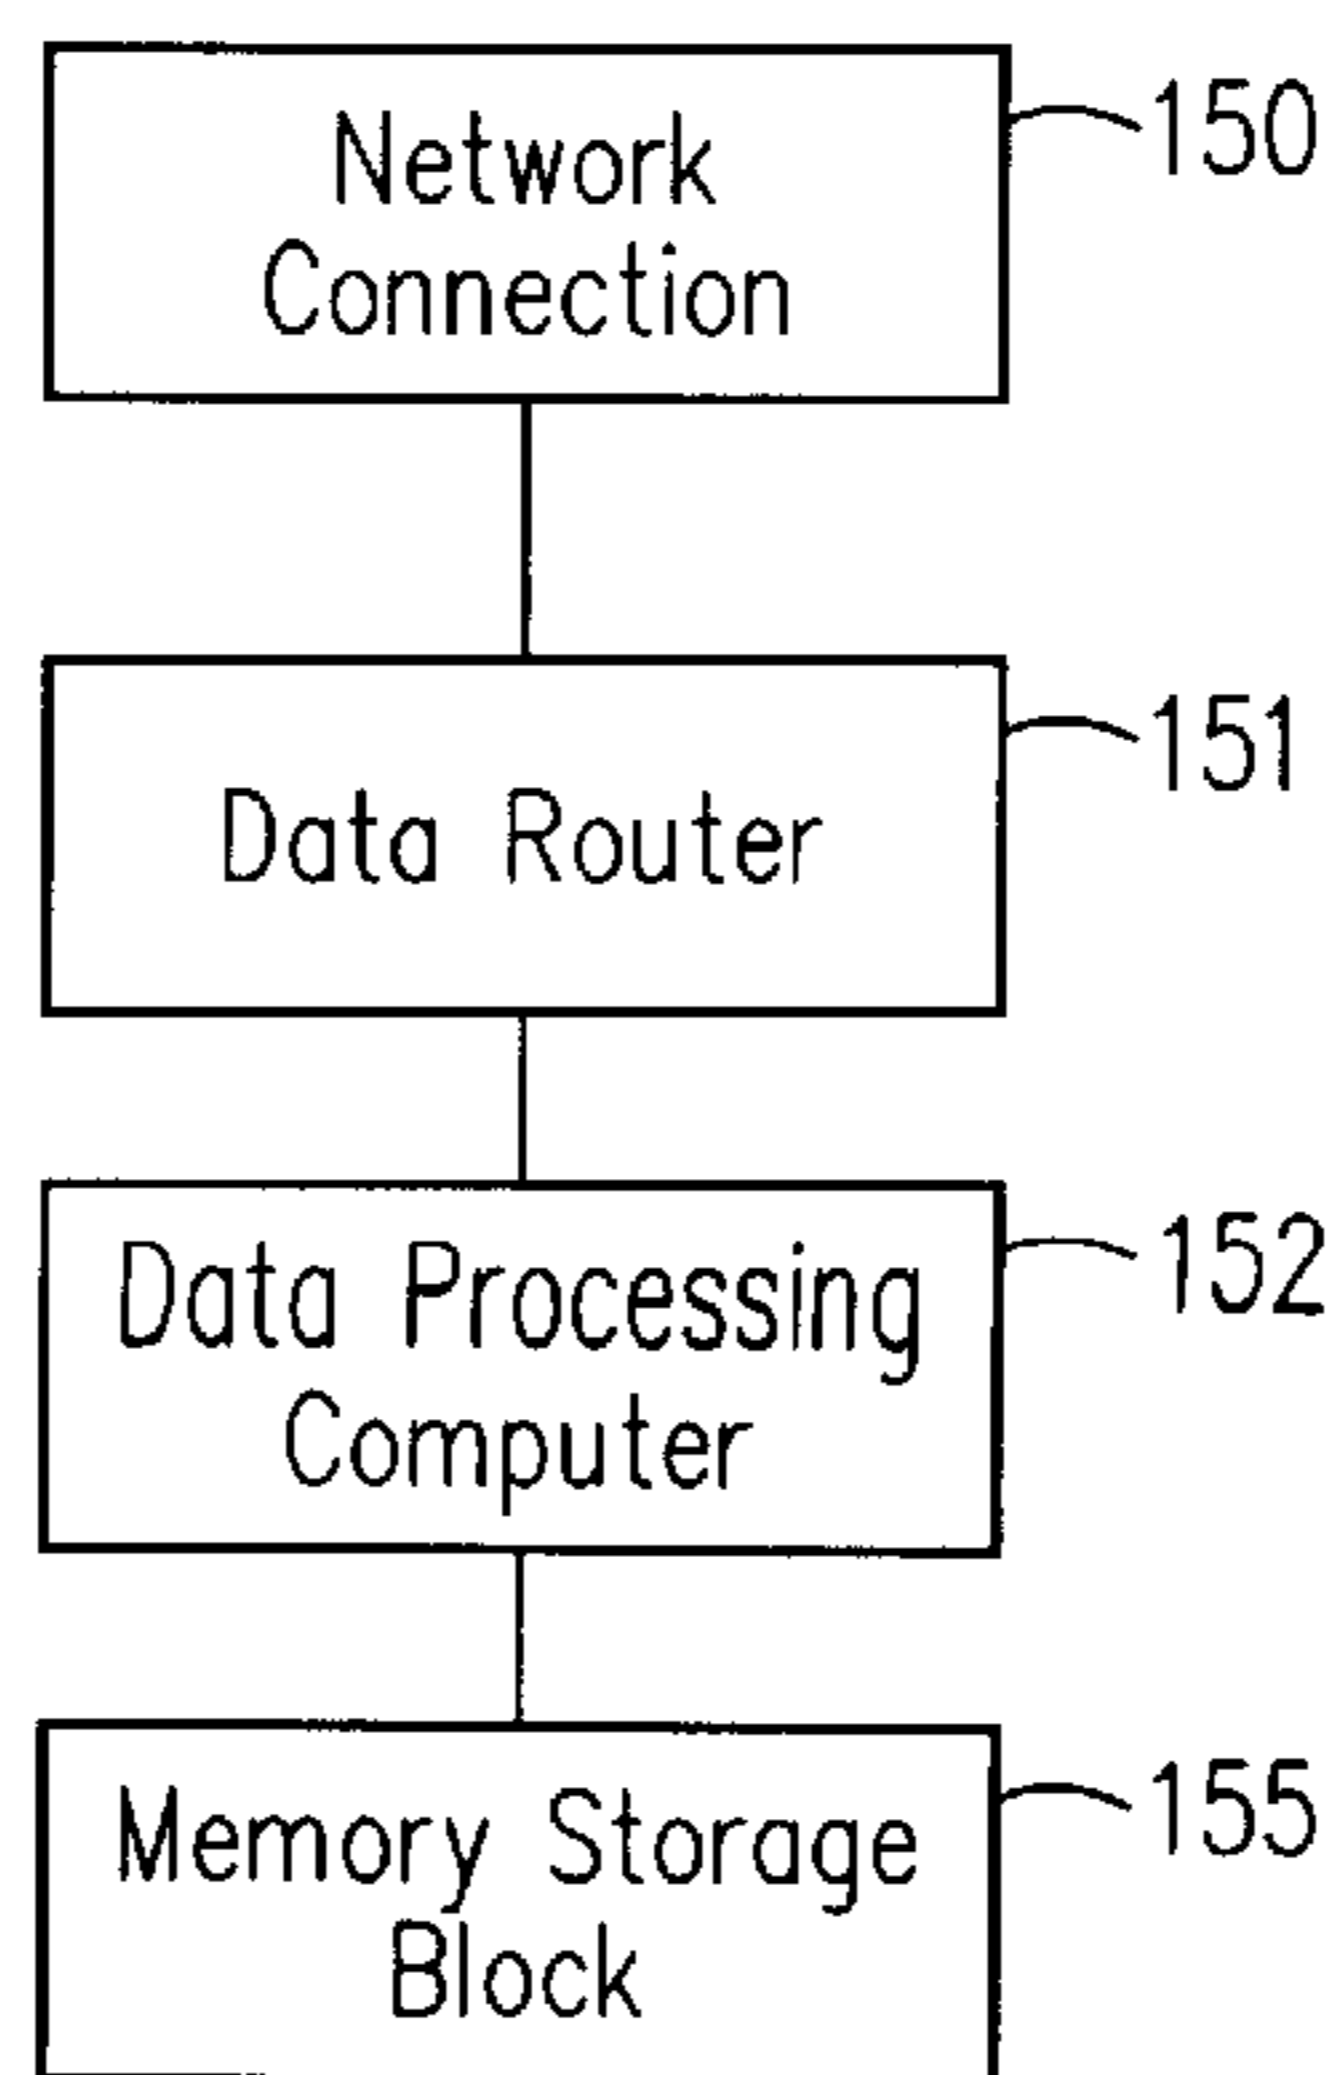 Network
Connection
150
Data Router
151
Data Processing
Computer
152
Memory Storage
Block
155